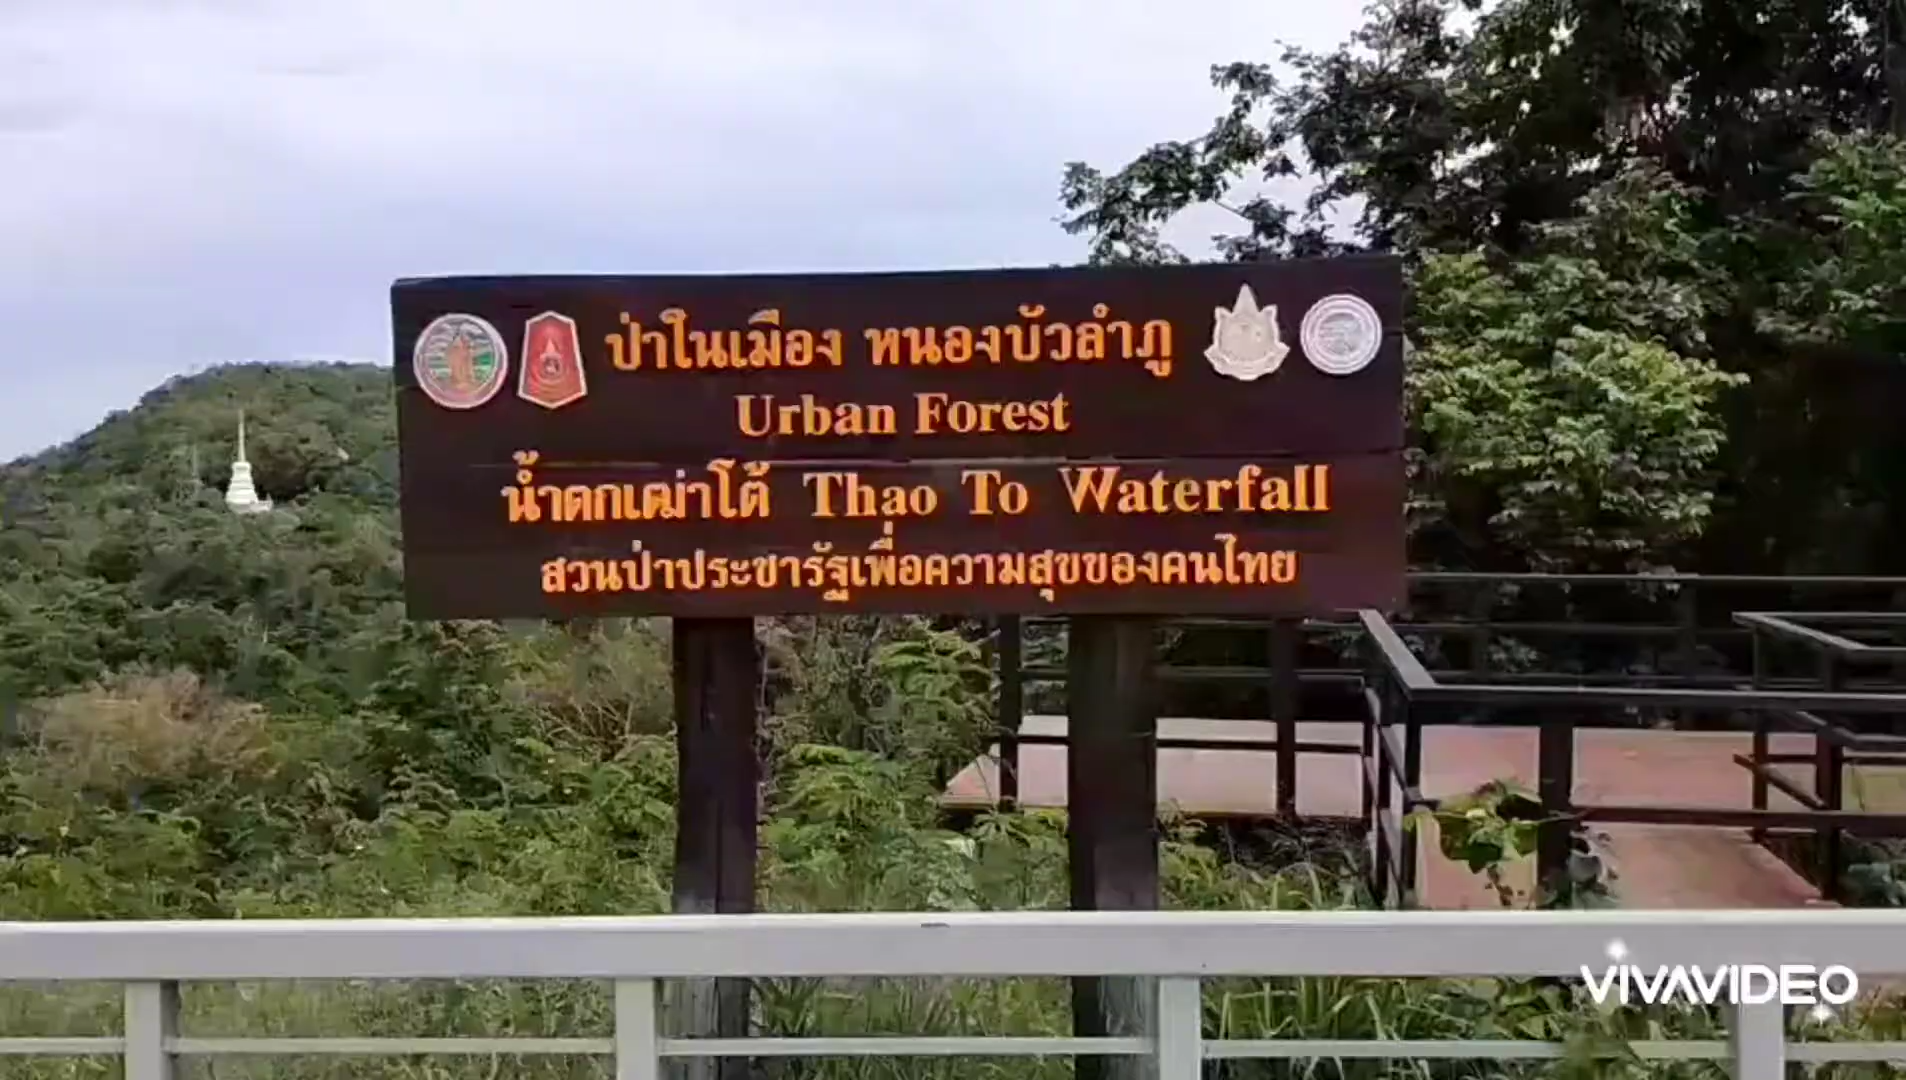 ป่าในเมือง หนองบัวลำภู
Urban Forest
น้ำตกเฒ่าโต้ Thao To Waterfall
สวนป่าประชารัฐเพื่อความสุขของคนไทย
VIVAVIDEO